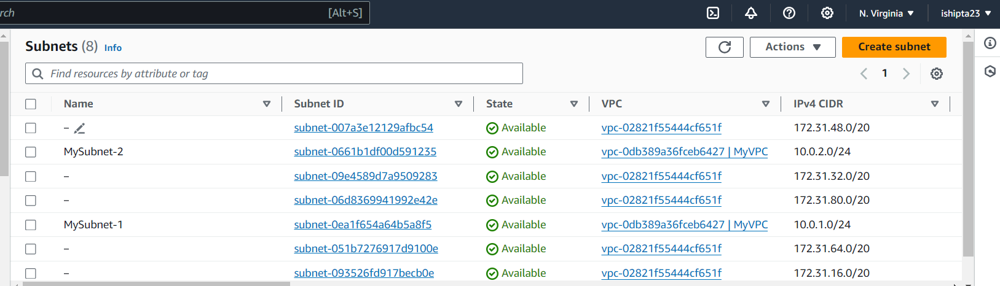 rch [Alt+S] N. Virginia ishipta23
Subnets (8) Info Actions Create subnet
Find resources by attribute or tag 1
Name Subnet ID State VPC IPv4 CIDR
– subnet-007a3e12129afbc54 Available vpc-02821f55444cf651f 172.31.48.0/20
MySubnet-2 subnet-0661b1df00d591235 Available vpc-0db389a36fceb6427 | MyVPC 10.0.2.0/24
– subnet-09e4589d7a9509283 Available vpc-02821f55444cf651f 172.31.32.0/20
– subnet-06d8369941992e42e Available vpc-02821f55444cf651f 172.31.80.0/20
MySubnet-1 subnet-0ea1f654a64b5a8f5 Available vpc-0db389a36fceb6427 | MyVPC 10.0.1.0/24
– subnet-051b7276917d9100e Available vpc-02821f55444cf651f 172.31.64.0/20
– subnet-093526fd917becb0e Available vpc-02821f55444cf651f 172.31.16.0/20